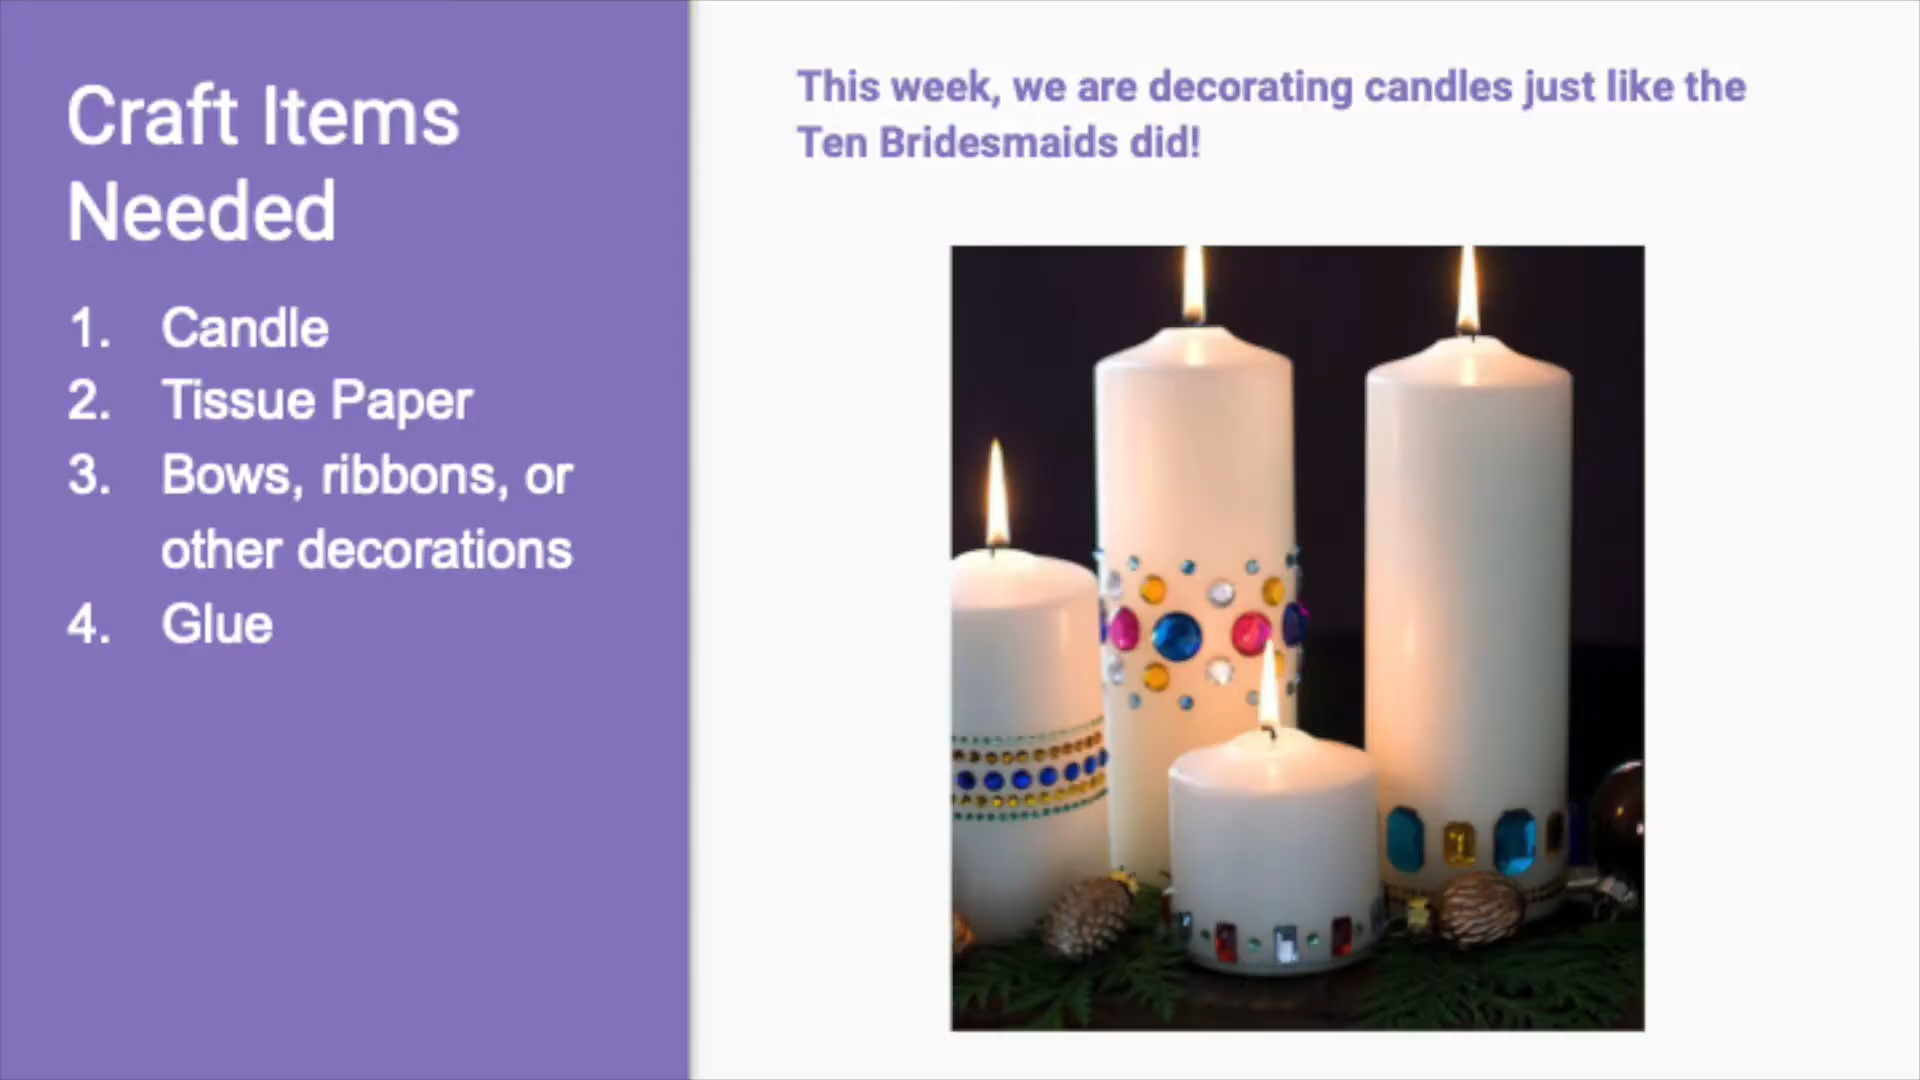 Craft Items
Needed
1. Candle
2. Tissue Paper
3. Bows, ribbons, or
other decorations
4. Glue
This week, we are decorating candles just like the
Ten Bridesmaids did!